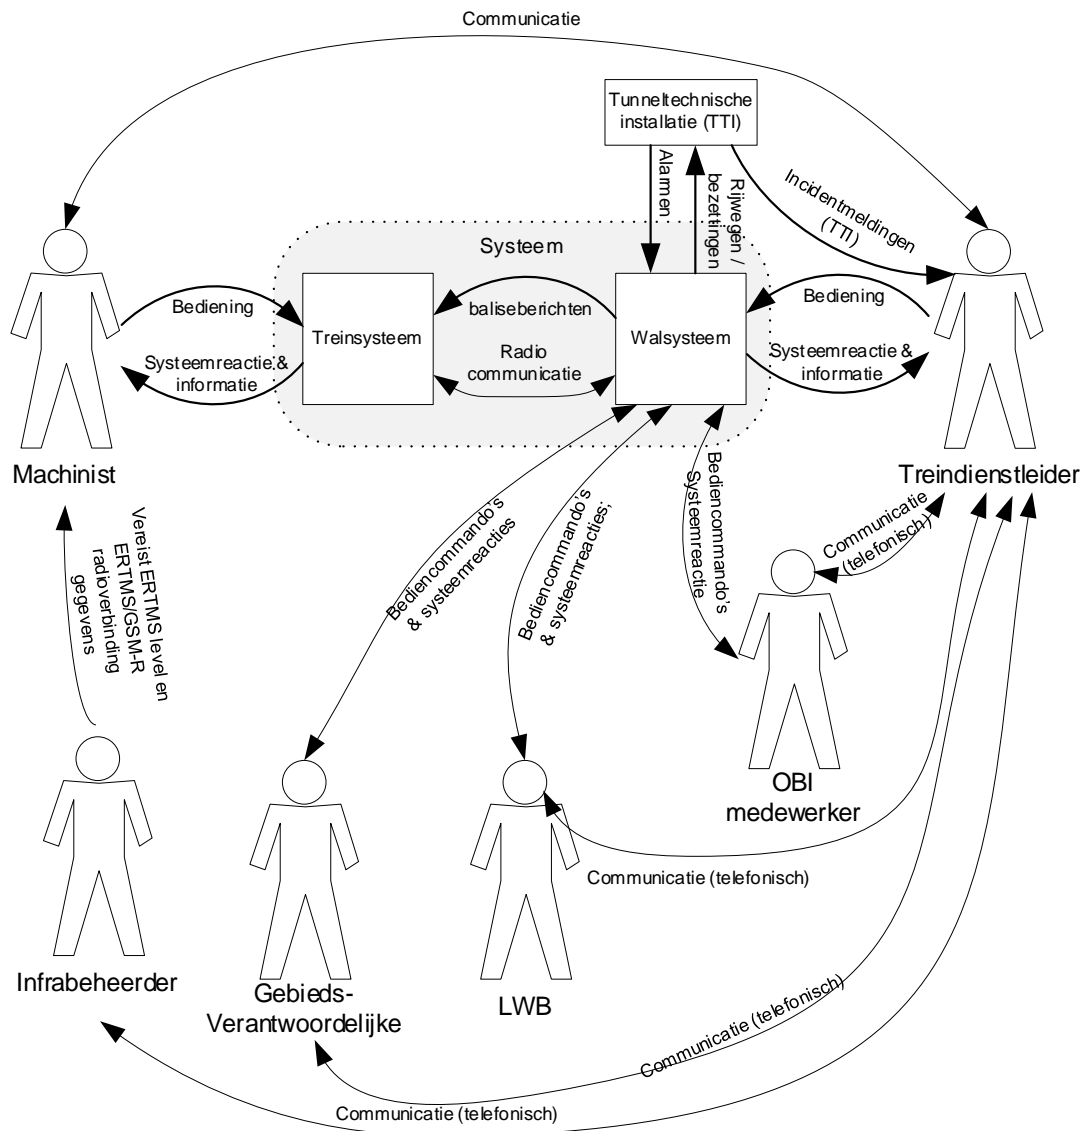 Communicatie
Tunneltechnische
installatie (TTI)
Alarmen
Rijwegen /
bezettingen
Incidentmeldingen
(TTI)
Systeem
Bediening
Treinsysteem
baliseberichten
Walsysteem
Bediening
Systeemreactie &
informatie
Radio
communicatie
Systeemreactie &
informatie
Machinist
Treindienstleider
Vereist ERTMS level en
ERTMS/GSM-R
radioverbinding
gegevens
Bediencommando's
& systeemreacties
Bediencommando's
& systeemreacties;
Bediencommando's
Systeemreactie
Communicatie
(telefonisch)
OBI
medewerker
Communicatie (telefonisch)
Infrabeheerder
Gebieds-
Verantwoordelijke
LWB
Communicatie (telefonisch)
Communicatie (telefonisch)